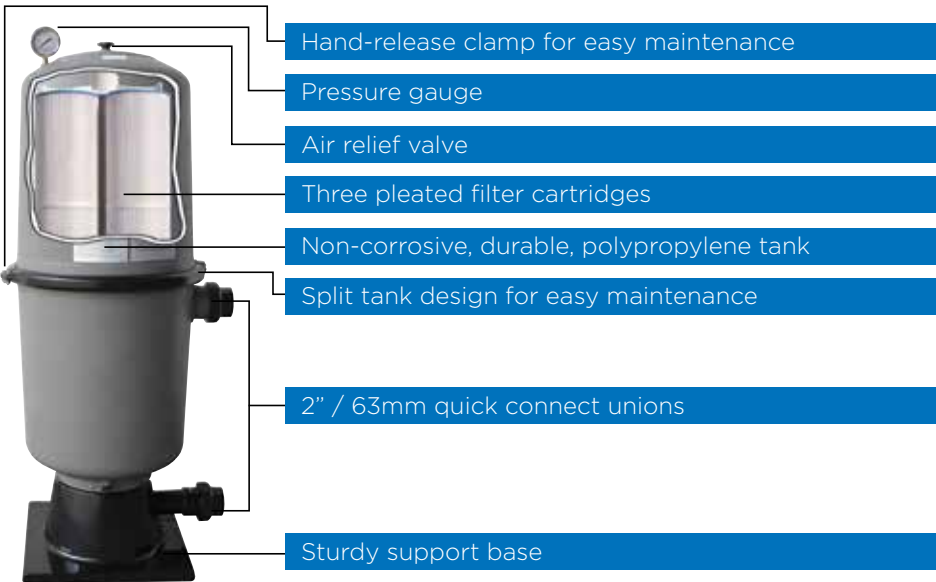 Hand-release clamp for easy maintenance
Pressure gauge
Air relief valve
Three pleated filter cartridges
Non-corrosive, durable, polypropylene tank
Split tank design for easy maintenance
2” / 63mm quick connect unions
Sturdy support base